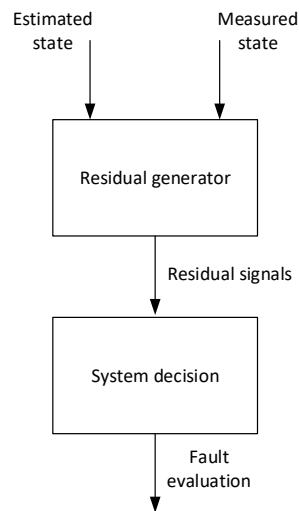 Estimated
state
Measured
state
Residual generator
Residual signals
System decision
Fault
evaluation